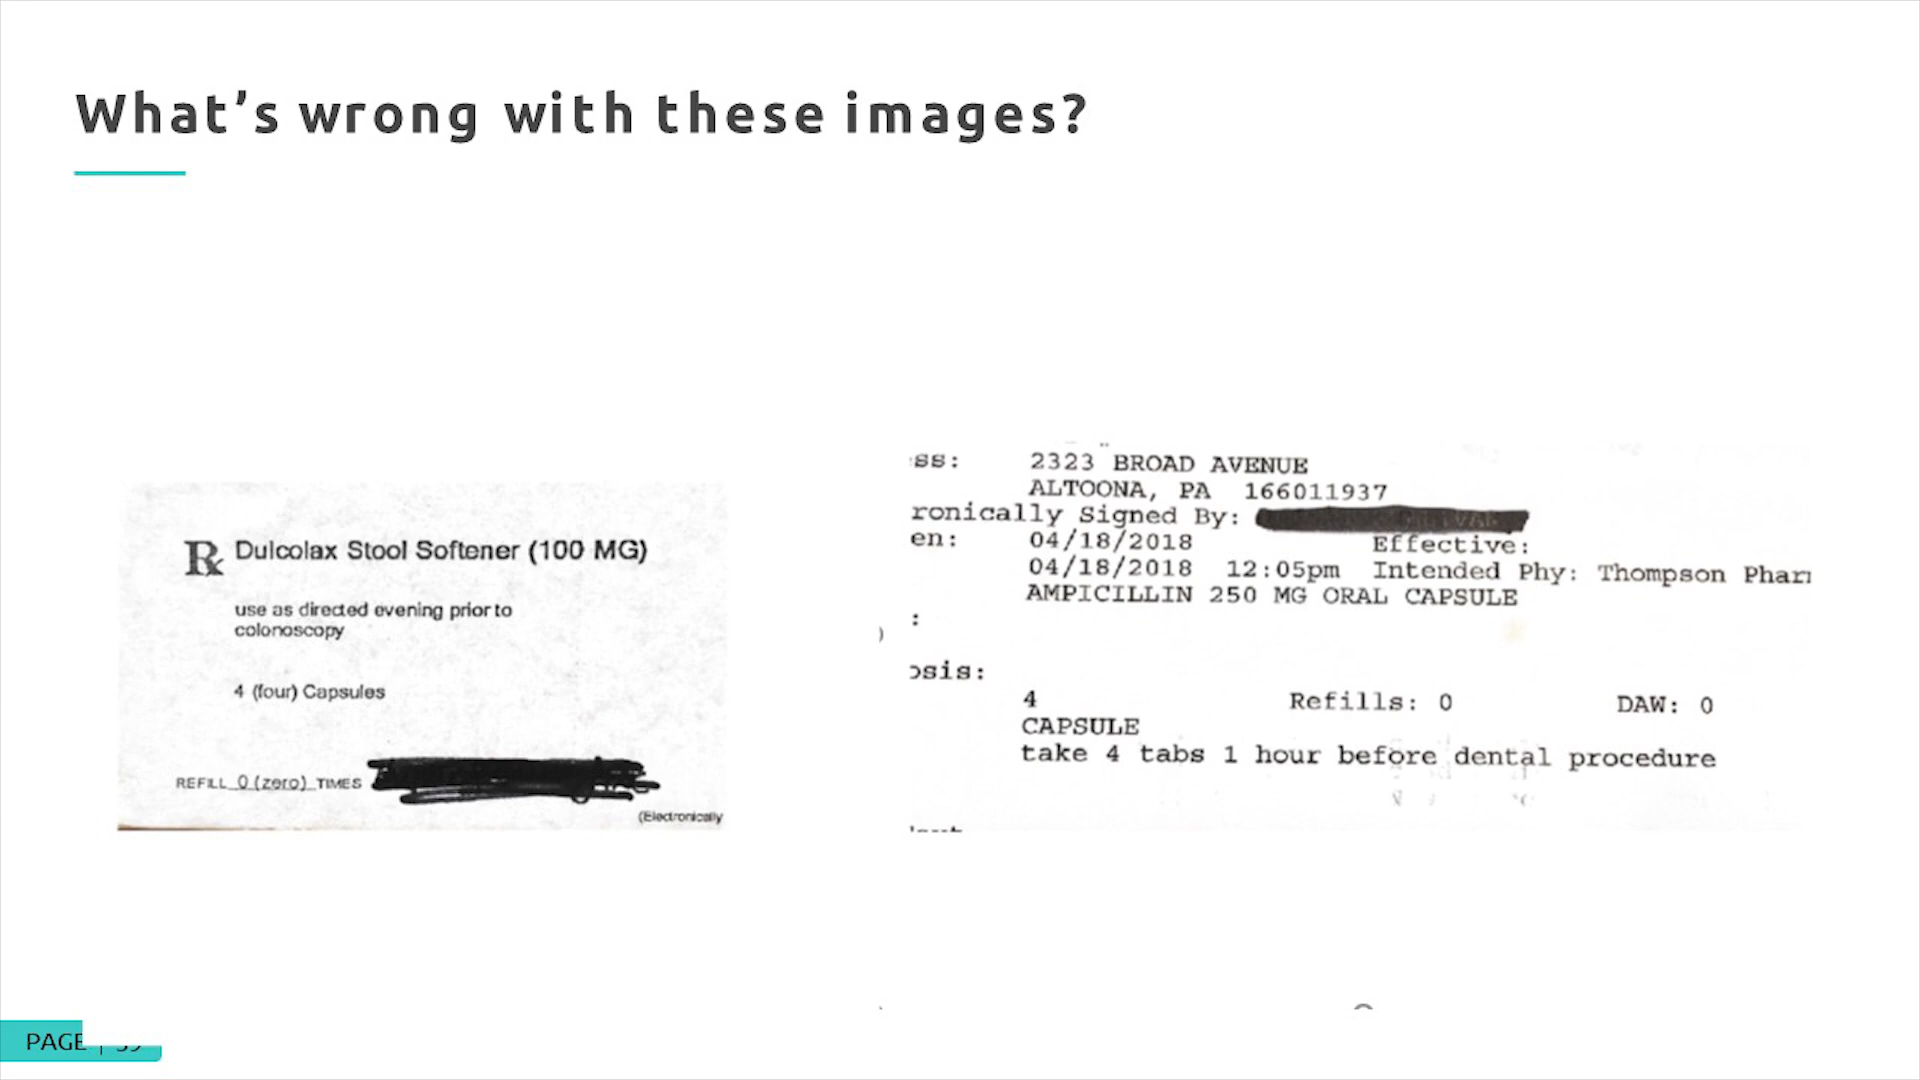 What's wrong with these images?
Rx Dulcolax Stool Softener (100 MG)
use as directed evening prior to
colonoscopy
4 (four) Capsules
REFILL 0 (zero) TIMES
(Electronically
ss: 2323 BROAD AVENUE
ALTOONA, PA 166011937
ronically Signed By:
en: 04/18/2018 Effective:
04/18/2018 12:05pm Intended Phy: Thompson Phar
AMPICILLIN 250 MG ORAL CAPSULE
:
)
osis:
4 Refills: 0 DAW: 0
CAPSULE
take 4 tabs 1 hour before dental procedure
PAGE |